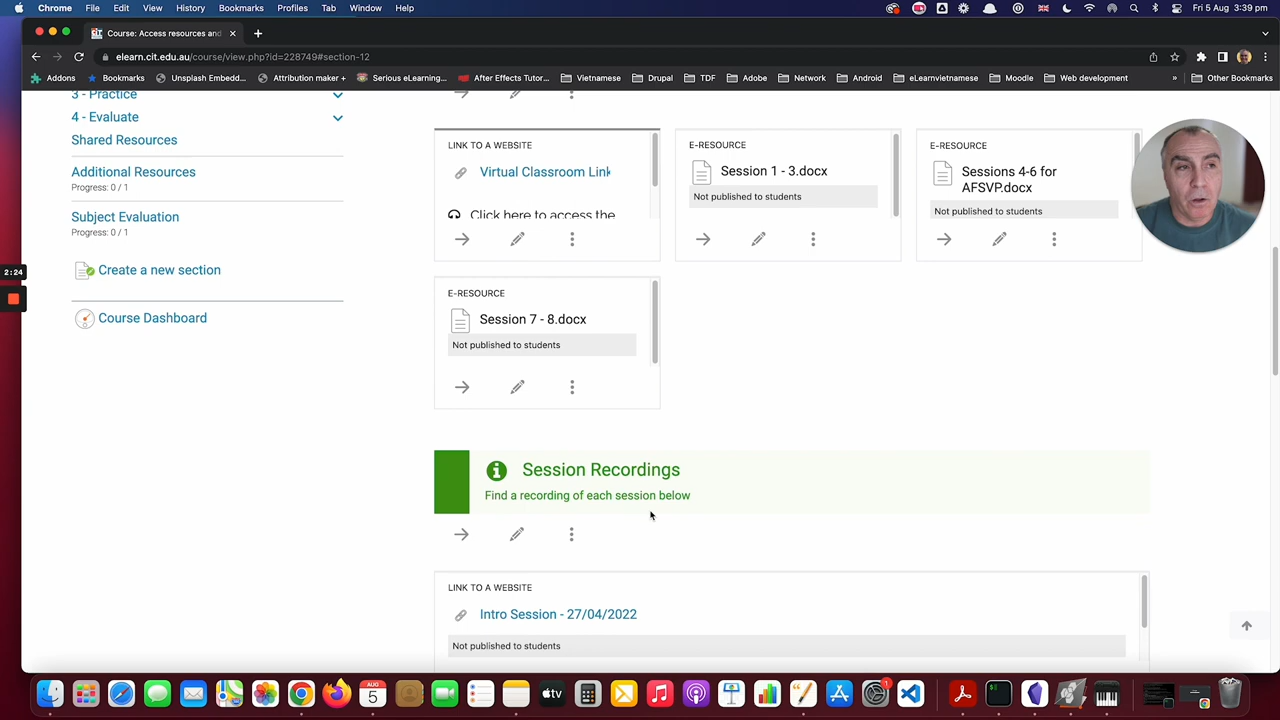 Chrome File Edit View History Bookmarks Profiles Tab Window Help
Fri 5 Aug 3:39 pm
Course: Access resources and
elearn.cit.edu.au/course/view.php?id=228749#section-12
Addons Bookmarks Unsplash Embedd... Attribution maker + Serious eLearning... After Effects Tutor... Vietnamese Drupal TDF Adobe Network Android eLearnvietnamese Moodle Web development » Other Bookmarks
3 - Practice
4 - Evaluate
Shared Resources
Additional Resources
Progress: 0 / 1
Subject Evaluation
Progress: 0 / 1
Create a new section
Course Dashboard
2:24
LINK TO A WEBSITE
Virtual Classroom Link
Click here to access the
E-RESOURCE
Session 1 - 3.docx
Not published to students
E-RESOURCE
Sessions 4-6 for
AFSVP.docx
Not published to students
E-RESOURCE
Session 7 - 8.docx
Not published to students
Session Recordings
Find a recording of each session below
LINK TO A WEBSITE
Intro Session - 27/04/2022
Not published to students
AUG
5
tv
1